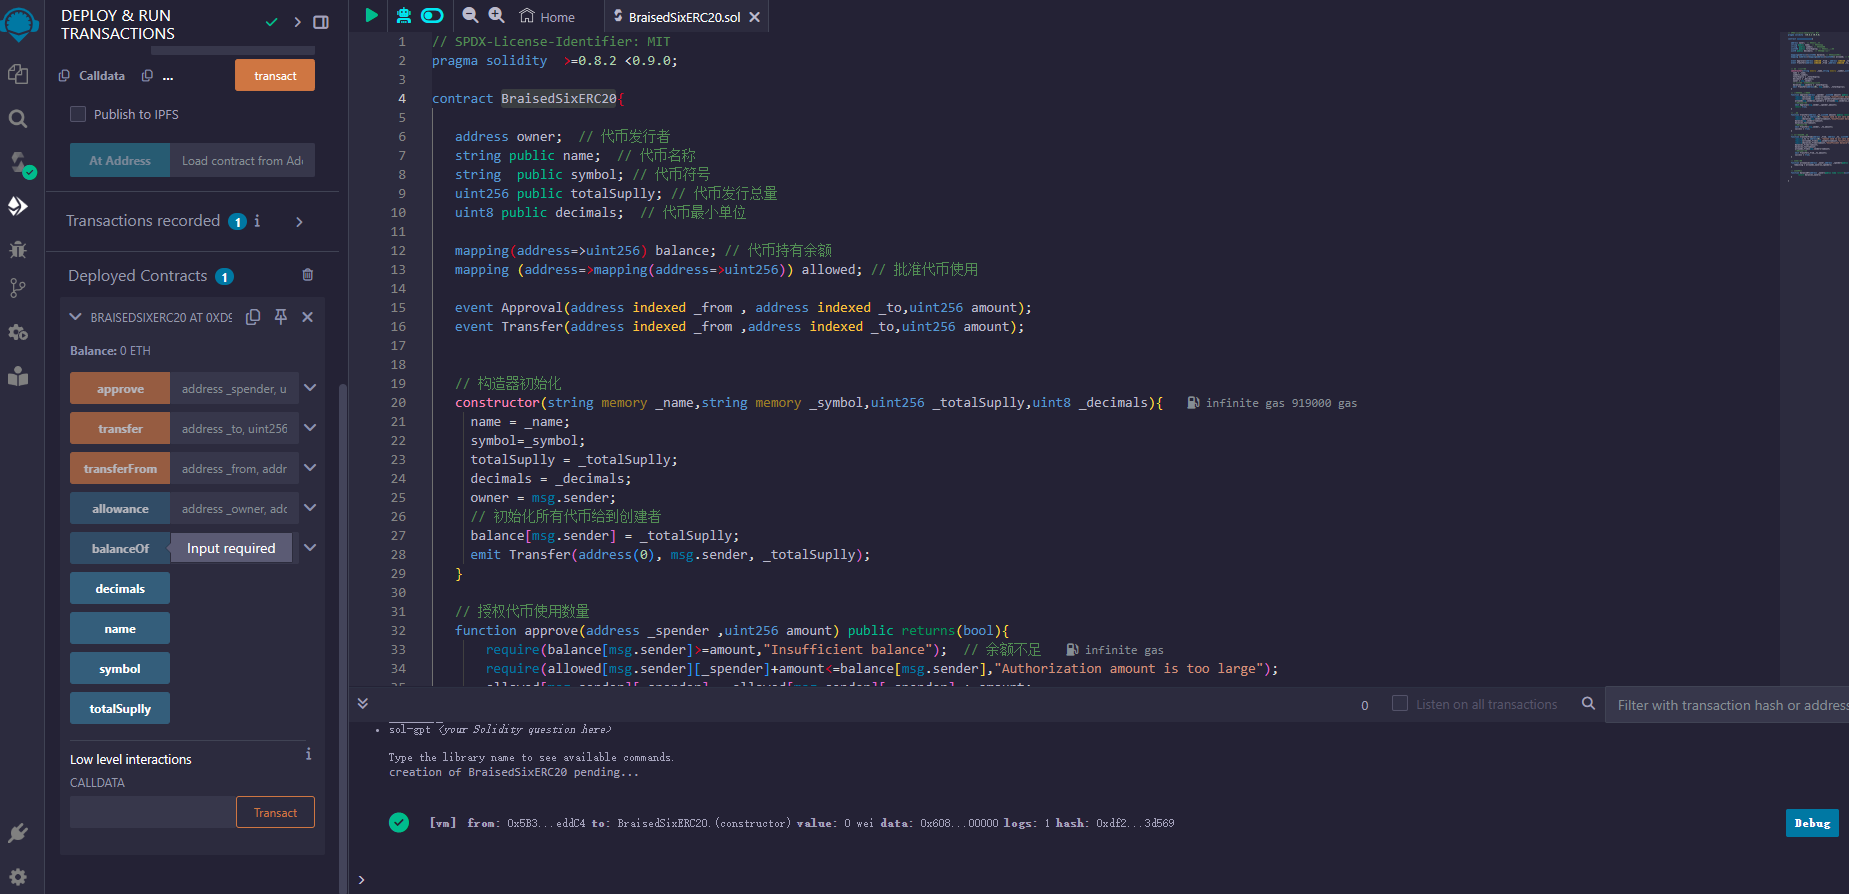 DEPLOY & RUN
TRANSACTIONS
Calldata
...
transact
Publish to IPFS
At Address
Load contract from Add
Transactions recorded 1 i
Deployed Contracts 1
BRAISEDSIXERC20 AT 0XD9
Balance: 0 ETH
approve
address _spender, u
transfer
address _to, uint256
transferFrom
address _from, addr
allowance
address _owner, add
balanceOf
Input required
decimals
name
symbol
totalSuplly
Low level interactions
i
CALLDATA
Transact
Home
BraisedSixERC20.sol
1 // SPDX-License-Identifier: MIT
2 pragma solidity  >=0.8.2 <0.9.0;
3
4 contract BraisedSixERC20{
5
6 address owner;  // 代币发行者
7 string public name;  // 代币名称
8 string  public symbol; // 代币符号
9 uint256 public totalSuplly; // 代币发行总量
10 uint8 public decimals;  // 代币最小单位
11
12 mapping(address=>uint256) balance; // 代币持有余额
13 mapping (address=>mapping(address=>uint256)) allowed; // 批准代币使用
14
15 event Approval(address indexed _from , address indexed _to,uint256 amount);
16 event Transfer(address indexed _from ,address indexed _to,uint256 amount);
17
18
19 // 构造器初始化
20 constructor(string memory _name,string memory _symbol,uint256 _totalSuplly,uint8 _decimals){ infinite gas 919000 gas
21 name = _name;
22 symbol=_symbol;
23 totalSuplly = _totalSuplly;
24 decimals = _decimals;
25 owner = msg.sender;
26 // 初始化所有代币给到创建者
27 balance[msg.sender] = _totalSuplly;
28 emit Transfer(address(0), msg.sender, _totalSuplly);
29 }
30
31 // 授权代币使用数量
32 function approve(address _spender ,uint256 amount) public returns(bool){
33 require(balance[msg.sender]>=amount,"Insufficient balance");  // 余额不足 infinite gas
34 require(allowed[msg.sender][_spender]+amount<=balance[msg.sender],"Authorization amount is too large");
0
Listen on all transactions
Filter with transaction hash or address
• sol-gpt <your Solidity question here>
Type the library name to see available commands.
creation of BraisedSixERC20 pending...
[vm] from: 0x5B3...eddC4 to: BraisedSixERC20.(constructor) value: 0 wei data: 0x608...00000 logs: 1 hash: 0xdf2...3d569
Debug
>